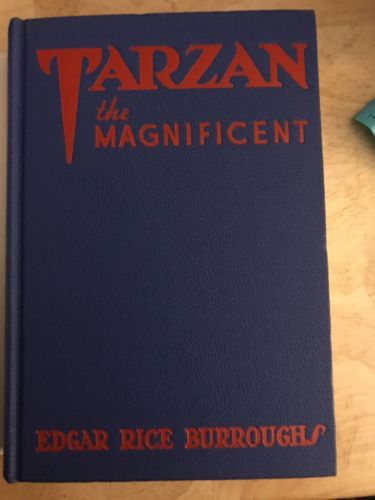 TARZAN
the
MAGNIFICENT
EDGAR RICE BURROUGHS